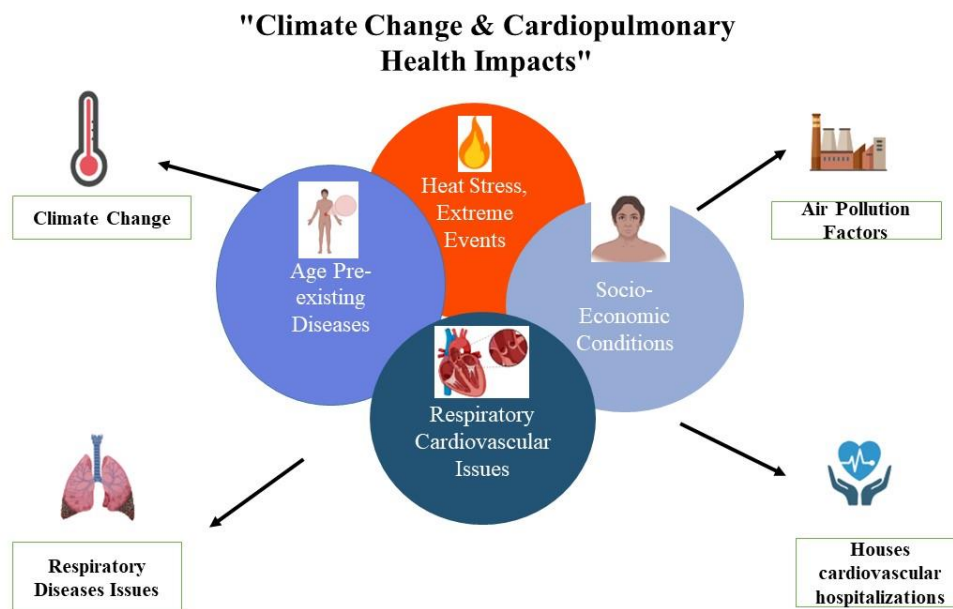 "Climate Change & Cardiopulmonary
Health Impacts"
Heat Stress,
Extreme
Events
Climate Change
Air Pollution
Factors
Age Pre-
existing
Diseases
Socio-
Economic
Conditions
Respiratory
Cardiovascular
Issues
Respiratory
Diseases Issues
Houses
cardiovascular
hospitalizations